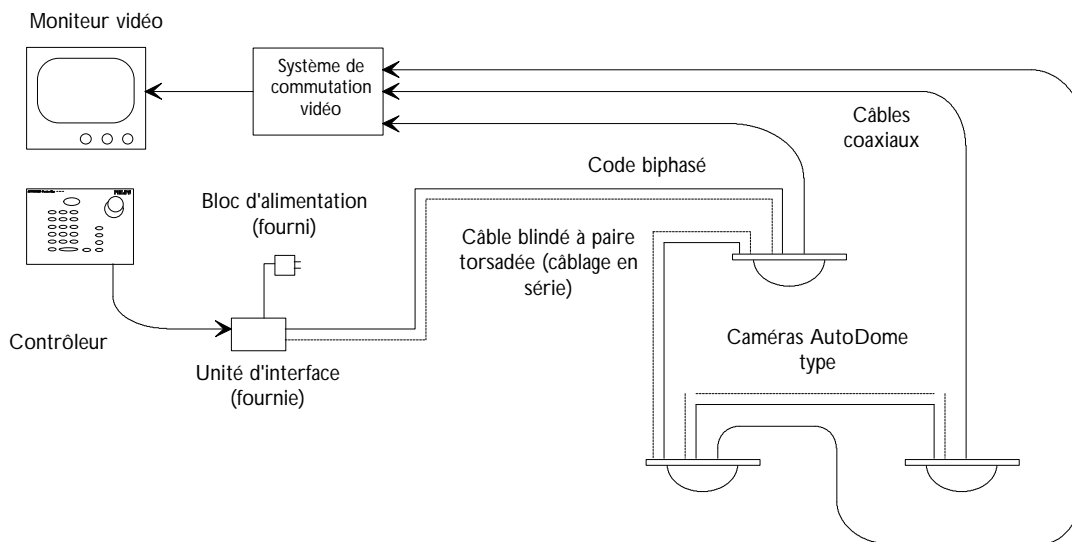 Moniteur vidéo
Système de
commutation
vidéo
Câbles
coaxiaux
Code biphasé
PHILIPS
Bloc d'alimentation
(fourni)
Câble blindé à paire
torsadée (câblage en
série)
Contrôleur
Caméras AutoDome
type
Unité d'interface
(fournie)